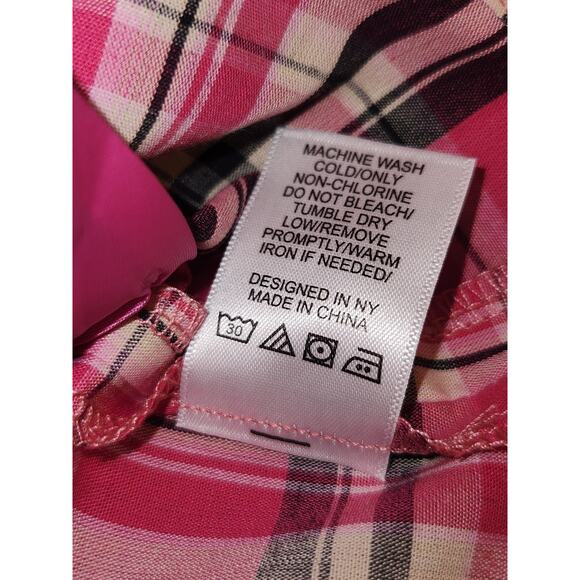 MACHINE WASH
COLD/ONLY
NON-CHLORINE
DO NOT BLEACH/
TUMBLE DRY
LOW/REMOVE
PROMPTLY/WARM
IRON IF NEEDED/
DESIGNED IN NY
MADE IN CHINA
30